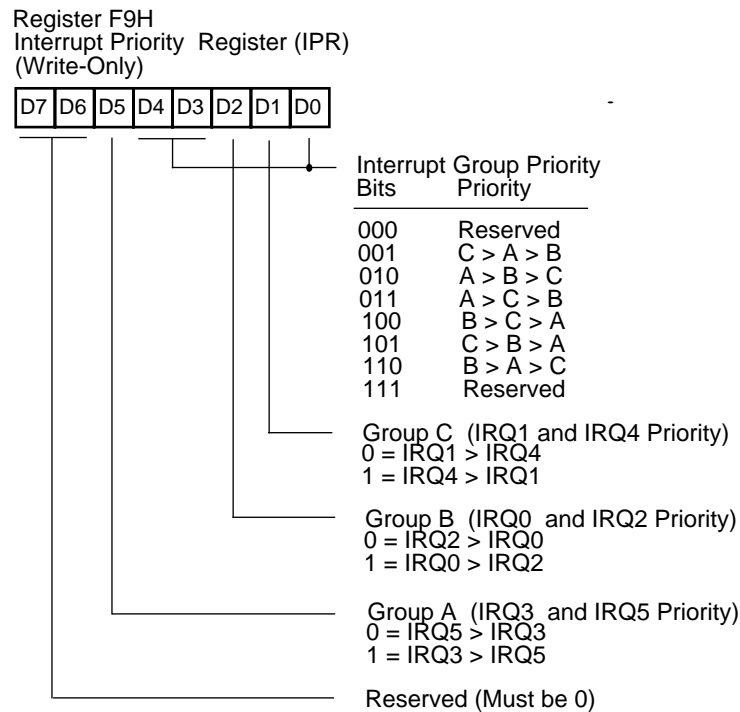 Register F9H
Interrupt Priority Register (IPR)
(Write-Only)
D7 D6 D5 D4 D3 D2 D1 D0
Interrupt Group Priority
Bits Priority
000 Reserved
001 C > A > B
010 A > B > C
011 A > C > B
100 B > C > A
101 C > B > A
110 B > A > C
111 Reserved
Group C (IRQ1 and IRQ4 Priority)
0 = IRQ1 > IRQ4
1 = IRQ4 > IRQ1
Group B (IRQ0 and IRQ2 Priority)
0 = IRQ2 > IRQ0
1 = IRQ0 > IRQ2
Group A (IRQ3 and IRQ5 Priority)
0 = IRQ5 > IRQ3
1 = IRQ3 > IRQ5
Reserved (Must be 0)